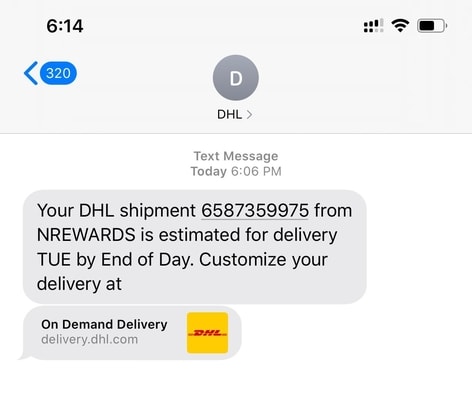 6:14
320
D
DHL
Text Message
Today 6:06 PM
Your DHL shipment 6587359975 from
NREWARDS is estimated for delivery
TUE by End of Day. Customize your
delivery at
On Demand Delivery
delivery.dhl.com
DHL